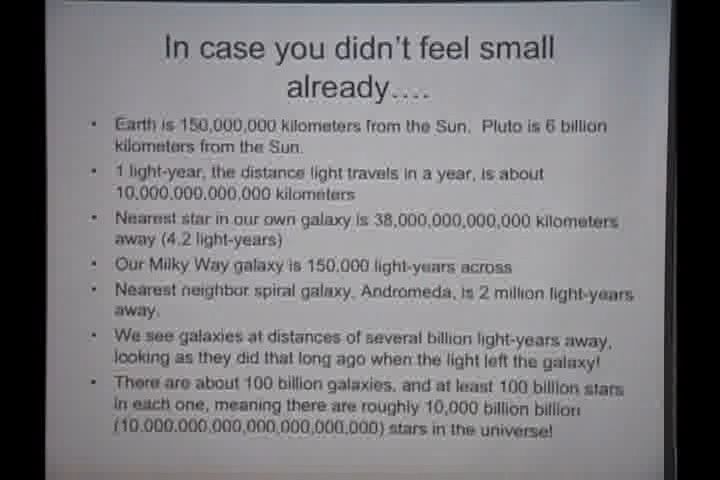 In case you didn't feel small
already….
• Earth is 150,000,000 kilometers from the Sun. Pluto is 6 billion
kilometers from the Sun.
• 1 light-year, the distance light travels in a year, is about
10,000,000,000,000 kilometers
• Nearest star in our own galaxy is 38,000,000,000,000 kilometers
away (4.2 light-years)
• Our Milky Way galaxy is 150,000 light-years across
• Nearest neighbor spiral galaxy, Andromeda, is 2 million light-years
away.
• We see galaxies at distances of several billion light-years away,
looking as they did that long ago when the light left the galaxy!
• There are about 100 billion galaxies, and at least 100 billion stars
in each one, meaning there are roughly 10,000 billion billion
(10,000,000,000,000,000,000,000) stars in the universe!